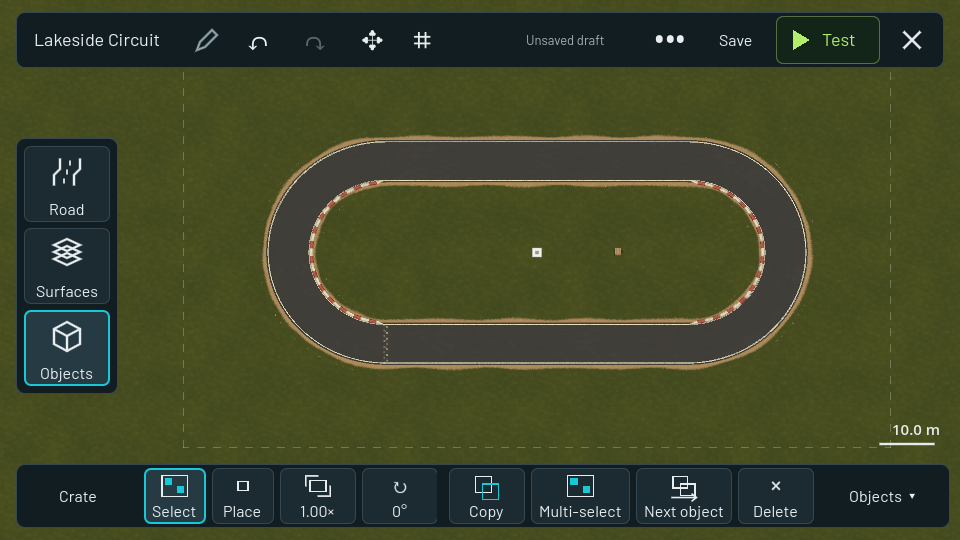 Lakeside Circuit
Unsaved draft
Save
Test
Road
Surfaces
Objects
10.0 m
Crate
Select
Place
1.00×
0°
Copy
Multi-select
Next object
Delete
Objects